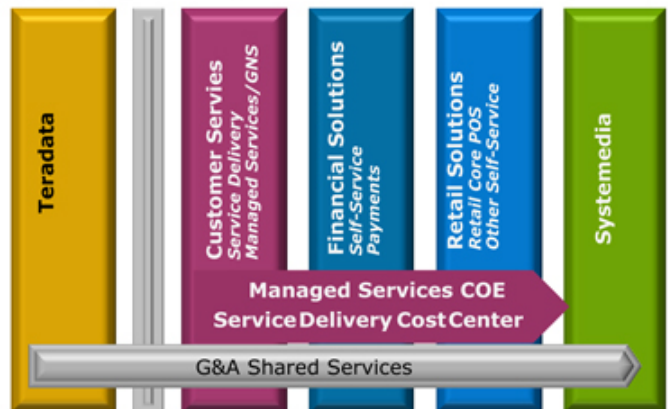 Teradata
Customer Servies
Service Delivery
Managed Services/GNS
Financial Solutions
Self-Service
Payments
Retail Solutions
Retail Core POS
Other Self-Service
Systemedia
Managed Services COE
Service Delivery Cost Center
G&A Shared Services